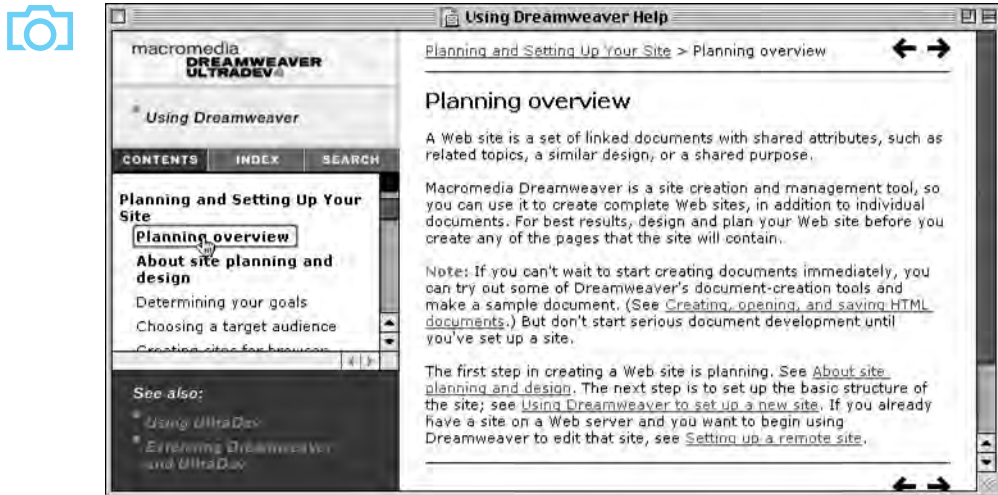 Using Dreamweaver Help
macromedia
DREAMWEAVER
ULTRADEV 4
Using Dreamweaver
CONTENTS INDEX SEARCH
Planning and Setting Up Your
Site
Planning overview
About site planning and
design
Determining your goals
Choosing a target audience
Creating sites for browser
See also:
Using UltraDev
Extending Dreamweaver
and UltraDev
Planning and Setting Up Your Site > Planning overview
Planning overview
A Web site is a set of linked documents with shared attributes, such as
related topics, a similar design, or a shared purpose.
Macromedia Dreamweaver is a site creation and management tool, so
you can use it to create complete Web sites, in addition to individual
documents. For best results, design and plan your Web site before you
create any of the pages that the site will contain.
Note: If you can't wait to start creating documents immediately, you
can try out some of Dreamweaver's document-creation tools and
make a sample document. (See Creating, opening, and saving HTML
documents.) But don't start serious document development until
you've set up a site.
The first step in creating a Web site is planning. See About site
planning and design. The next step is to set up the basic structure of
the site; see Using Dreamweaver to set up a new site. If you already
have a site on a Web server and you want to begin using
Dreamweaver to edit that site, see Setting up a remote site.